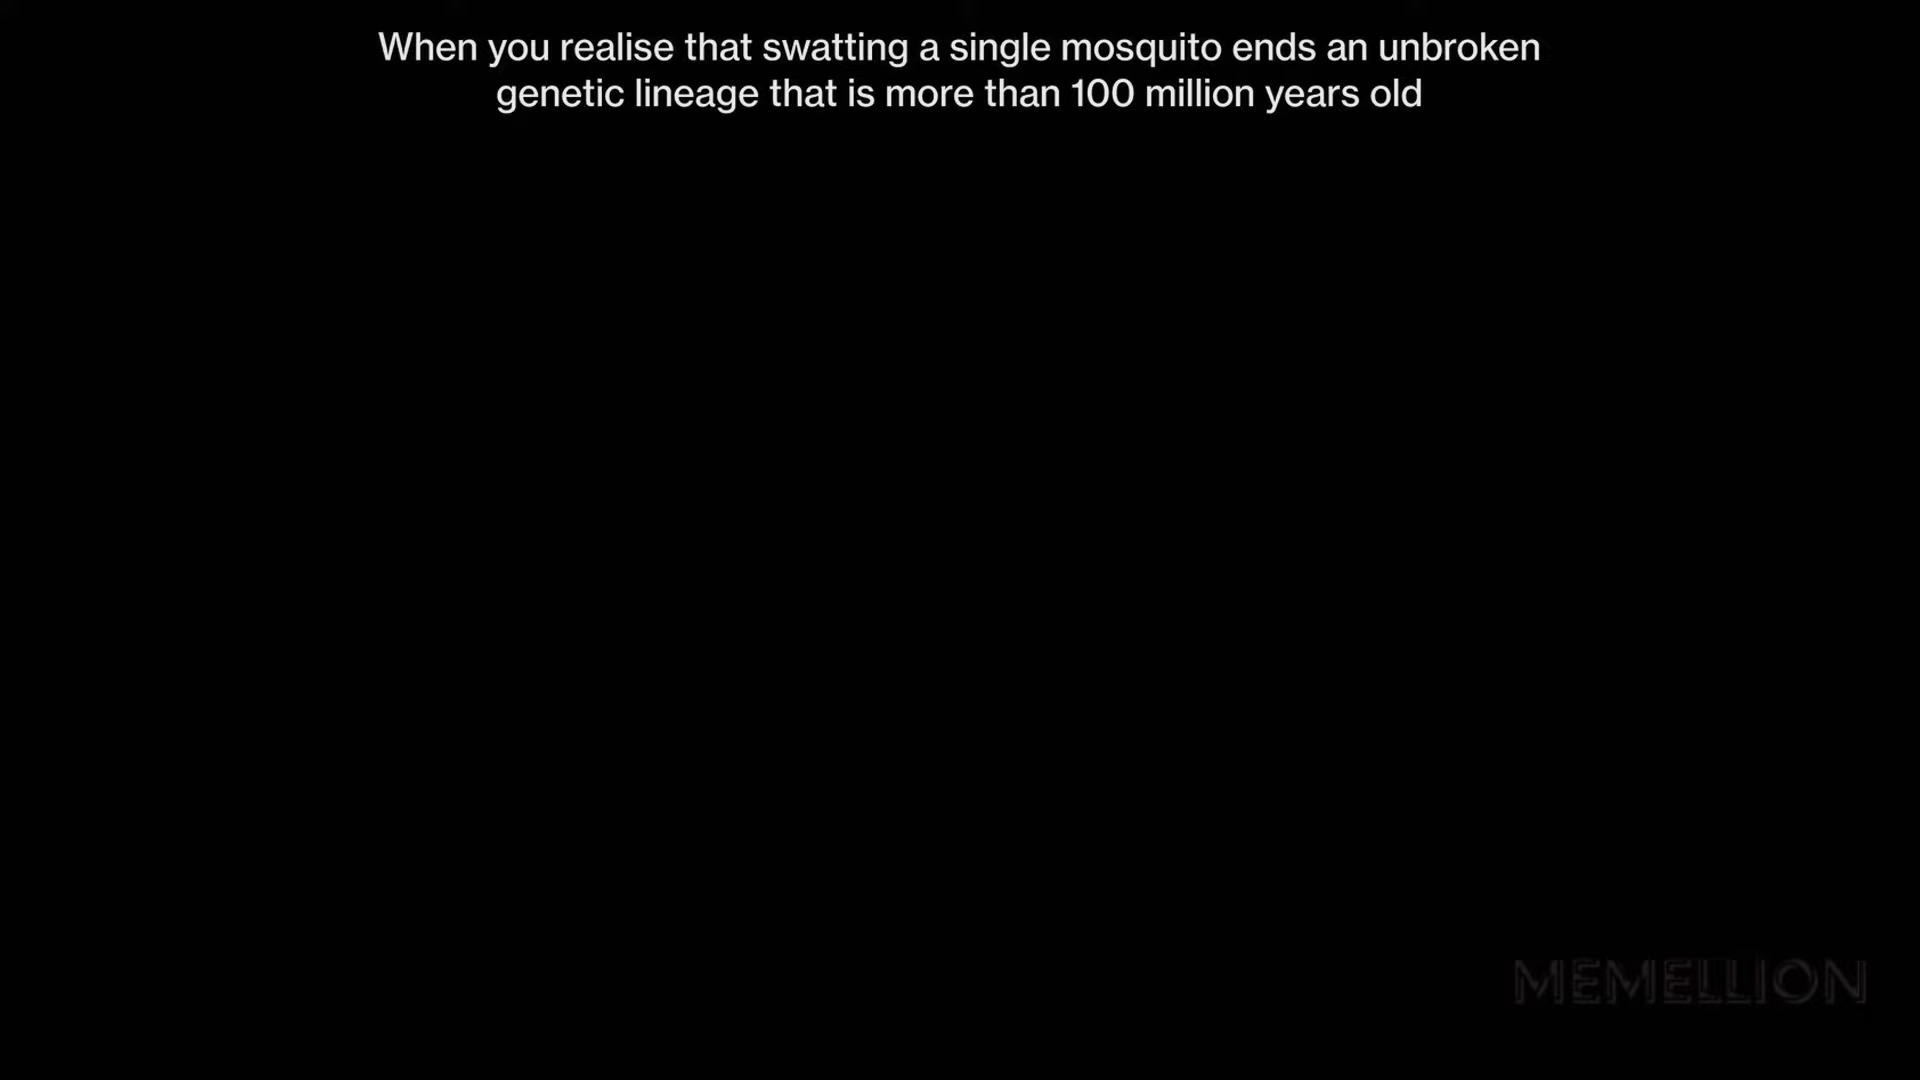 When you realise that swatting a single mosquito ends an unbroken
genetic lineage that is more than 100 million years old
MEMELLION